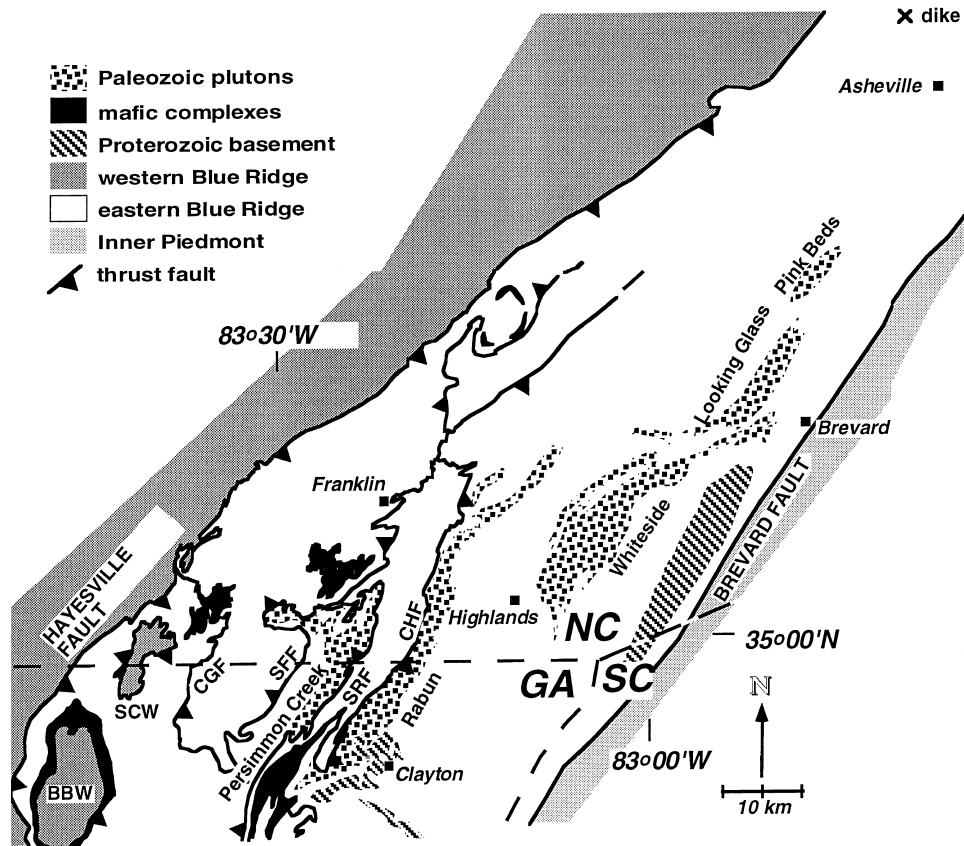 dike
Paleozoic plutons
mafic complexes
Proterozoic basement
western Blue Ridge
eastern Blue Ridge
Inner Piedmont
thrust fault
Asheville
83o30'W
Pink Beds
Looking Glass
Brevard
Franklin
Whiteside
BREVARD FAULT
HAYESVILLE
FAULT
Highlands
NC
35o00'N
CHF
CGF
SFF
SRF
Rabun
GA
SC
N
SCW
Persimmon Creek
83o00'W
Clayton
BBW
10 km